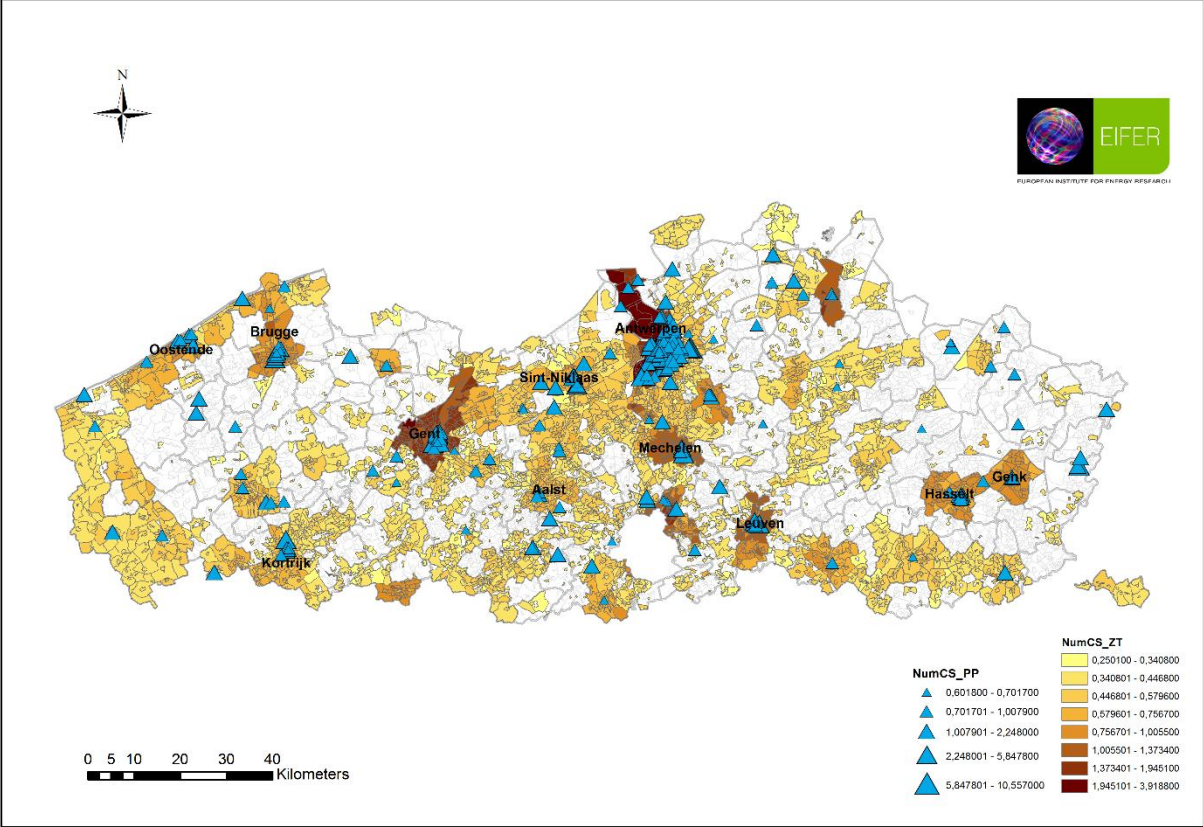 N
EIFER
EUROPEAN INSTITUTE FOR ENERGY RESEARCH
Brugge
Oostende
Antwerpen
Sint-Niklaas
Gent
Mechelen
Aalst
Genk
Hasselt
Leuven
Kortrijk
NumCS_ZT
0,250100 - 0,340800
0,340801 - 0,446800
0,446801 - 0,579600
0,579601 - 0,756700
0,756701 - 1,005500
1,005501 - 1,373400
1,373401 - 1,945100
1,945101 - 3,918800
NumCS_PP
0,601800 - 0,701700
0,701701 - 1,007900
1,007901 - 2,248000
2,248001 - 5,847800
5,847801 - 10,557000
0 5 10 20 30 40
Kilometers